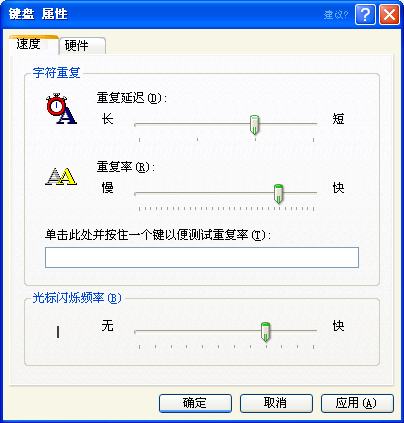 键盘 属性
建议?
速度
硬件
字符重复
重复延迟(D):
长
短
重复率(R):
慢
快
单击此处并按住一个键以便测试重复率(T):
光标闪烁频率(B)
无
快
确定
取消
应用(A)